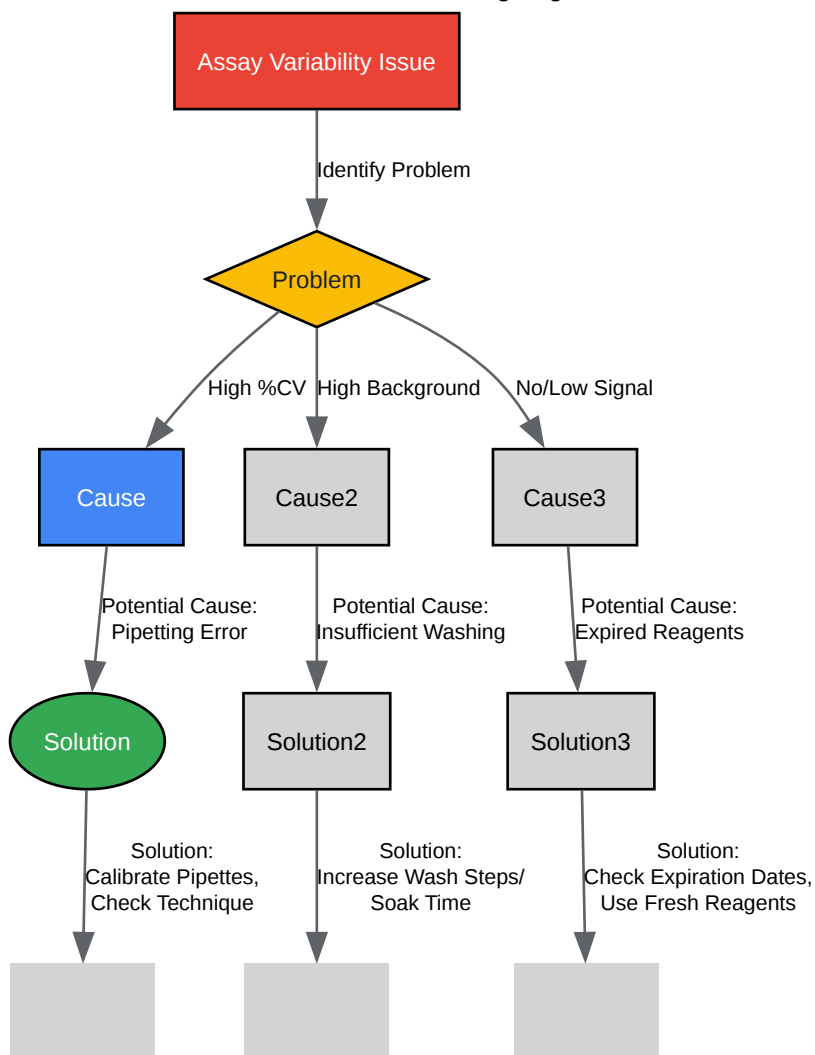 Assay Variability Issue
Identify Problem
Problem
High %CV
High Background
No/Low Signal
Cause
Cause2
Cause3
Potential Cause:
Pipetting Error
Potential Cause:
Insufficient Washing
Potential Cause:
Expired Reagents
Solution
Solution2
Solution3
Solution:
Calibrate Pipettes,
Check Technique
Solution:
Increase Wash Steps/
Soak Time
Solution:
Check Expiration Dates,
Use Fresh Reagents